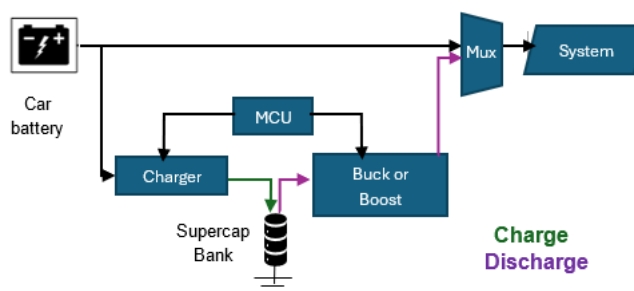 Car
battery
Mux
System
MCU
Charger
Buck or
Boost
Supercap
Bank
Charge
Discharge